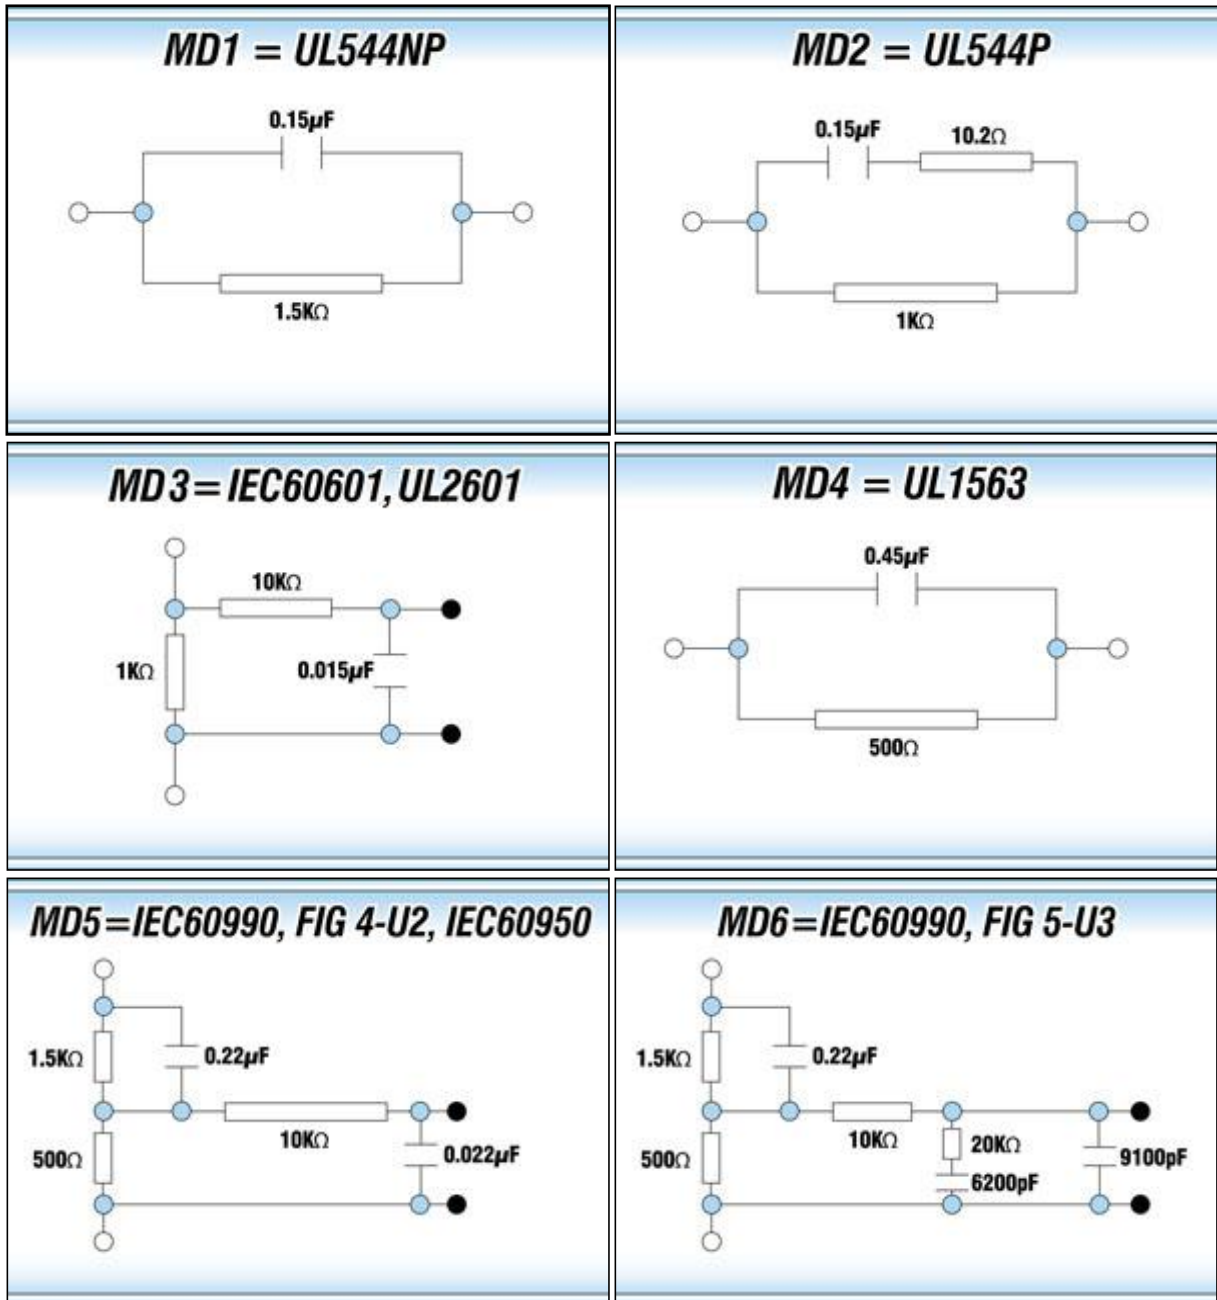 MD1 = UL544NP
0.15µF
1.5KΩ
MD2 = UL544P
0.15µF
10.2Ω
1KΩ
MD3=IEC60601, UL2601
10KΩ
1KΩ
0.015µF
MD4 = UL1563
0.45µF
500Ω
MD5=IEC60990, FIG 4-U2, IEC60950
1.5KΩ
0.22µF
10KΩ
500Ω
0.022µF
MD6=IEC60990, FIG 5-U3
1.5KΩ
0.22µF
10KΩ
20KΩ
500Ω
9100pF
6200pF